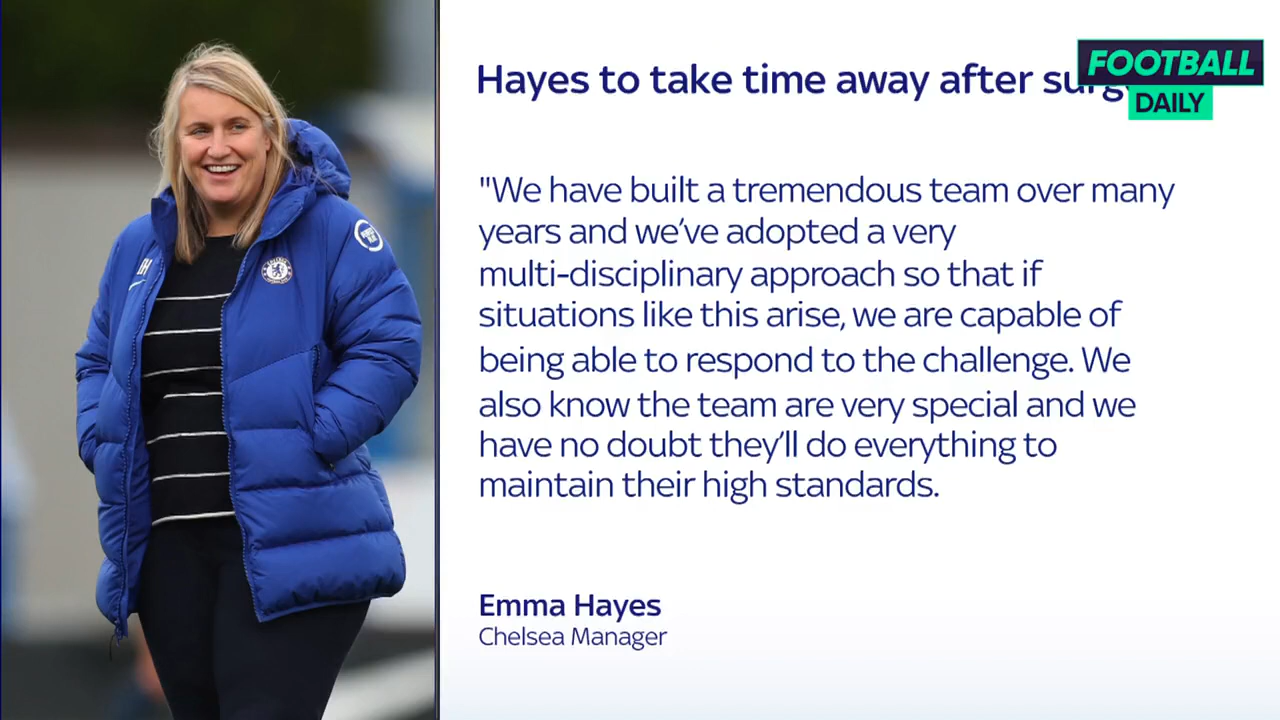 Hayes to take time away after
FOOTBALL
DAILY
"We have built a tremendous team over many
years and we've adopted a very
multi-disciplinary approach so that if
situations like this arise, we are capable of
being able to respond to the challenge. We
also know the team are very special and we
have no doubt they'll do everything to
maintain their high standards.
Emma Hayes
Chelsea Manager
EH